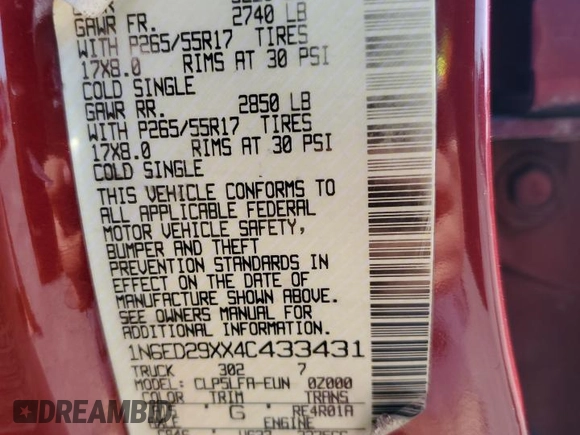 GAWR FR. 2740 LB
WITH P265/55R17 TIRES
17X8.0 RIMS AT 30 PSI
COLD SINGLE
GAWR RR. 2850 LB
WITH P265/55R17 TIRES
17X8.0 RIMS AT 30 PSI
COLD SINGLE
THIS VEHICLE CONFORMS TO
ALL APPLICABLE FEDERAL
MOTOR VEHICLE SAFETY,
BUMPER AND THEFT
PREVENTION STANDARDS IN
EFFECT ON THE DATE OF
MANUFACTURE SHOWN ABOVE.
SEE OWNERS MANUAL FOR
ADDITIONAL INFORMATION.
1N6ED29XX4C433431
TRUCK 302 7
MODEL: CLP5LFA-EUN 0Z000
COLOR TRIM TRANS
G RE4R01A
ENGINE
DREAMBID
.COM